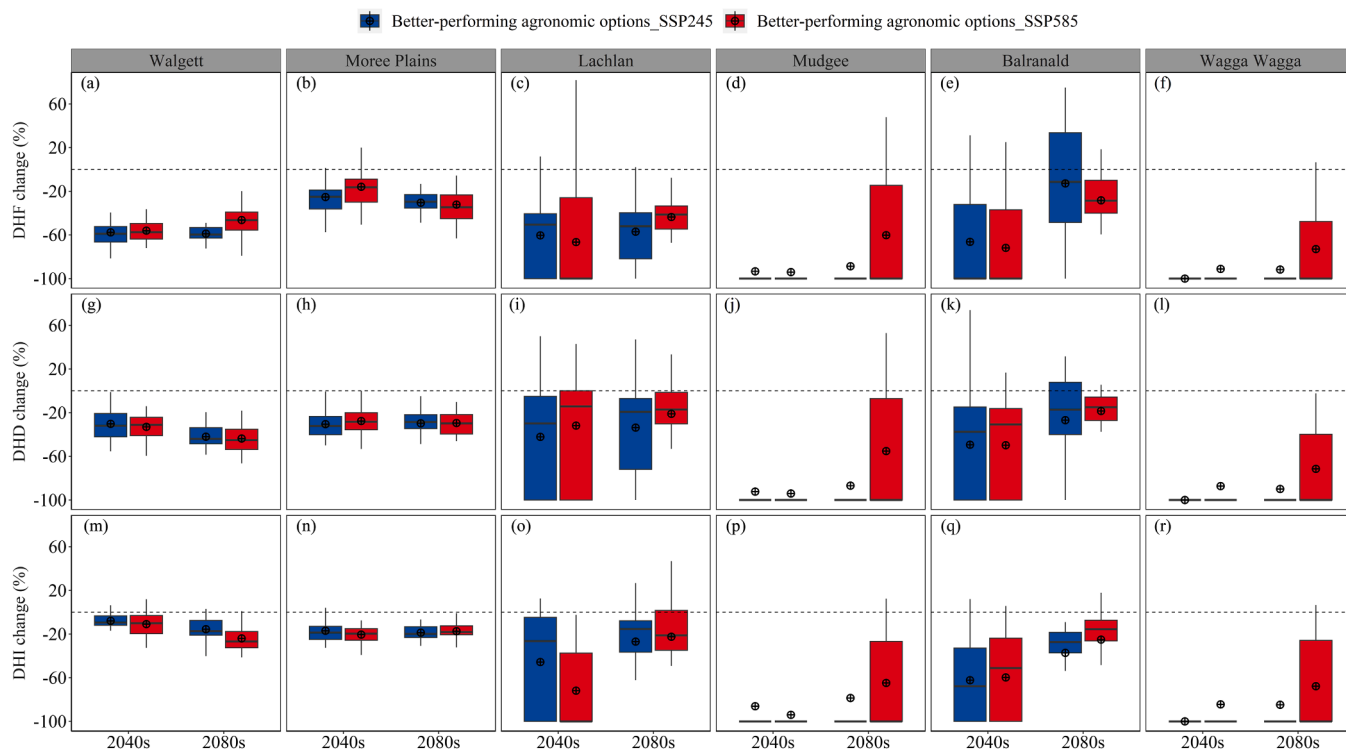 Better-performing agronomic options_SSP245 Better-performing agronomic options_SSP585
Walgett Moree Plains Lachlan Mudgee Balranald Wagga Wagga
(a) (b) (c) (d) (e) (f)
DHF change (%)
60
20
-20
-60
-100
(g) (h) (i) (j) (k) (l)
DHD change (%)
60
20
-20
-60
-100
(m) (n) (o) (p) (q) (r)
DHI change (%)
60
20
-20
-60
-100
2040s 2080s 2040s 2080s 2040s 2080s 2040s 2080s 2040s 2080s 2040s 2080s